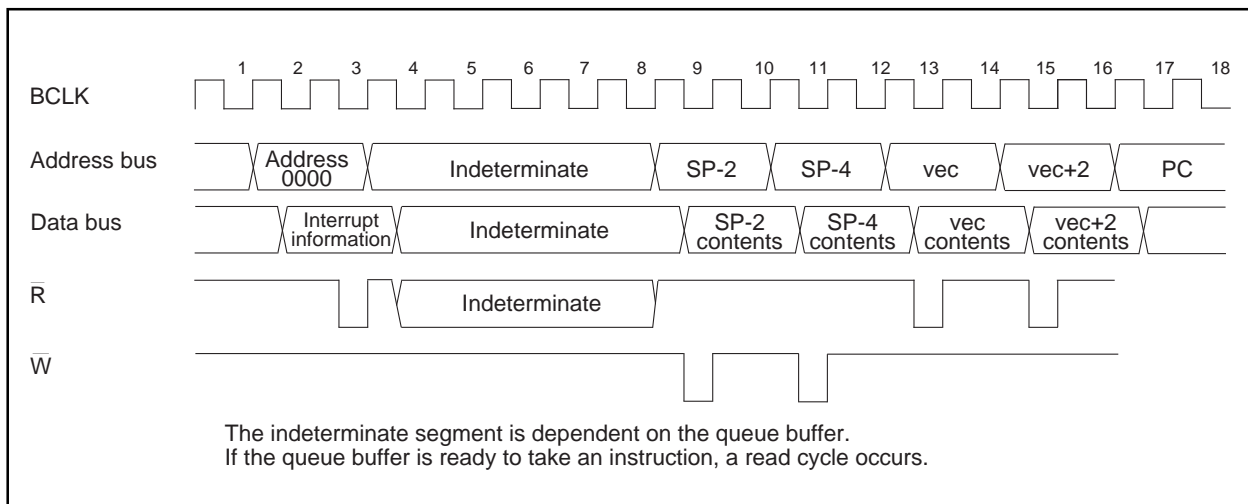 1 2 3 4 5 6 7 8 9 10 11 12 13 14 15 16 17 18
BCLK
Address bus
Address
0000
Indeterminate
SP-2
SP-4
vec
vec+2
PC
Data bus
Interrupt
information
Indeterminate
SP-2
contents
SP-4
contents
vec
contents
vec+2
contents
R̅
Indeterminate
W̅
The indeterminate segment is dependent on the queue buffer.
If the queue buffer is ready to take an instruction, a read cycle occurs.